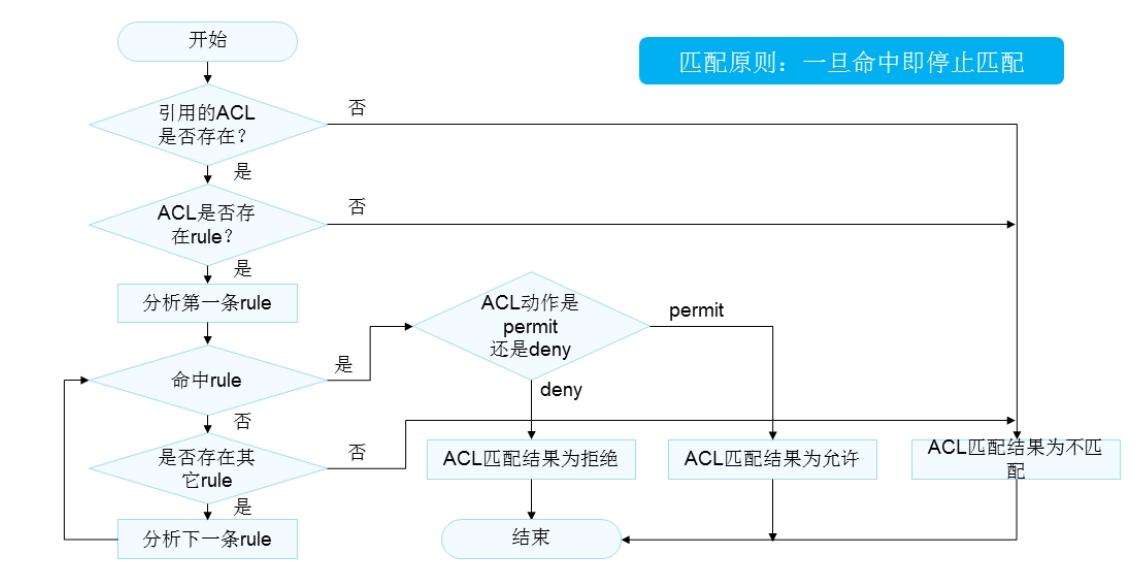 开始
匹配原则：一旦命中即停止匹配
引用的ACL
是否存在？
否
是
ACL是否存
在rule？
否
是
分析第一条rule
ACL动作是
permit
还是deny
permit
是
命中rule
deny
否
是否存在其
它rule
否
ACL匹配结果为拒绝
ACL匹配结果为允许
ACL匹配结果为不匹
配
是
分析下一条rule
结束